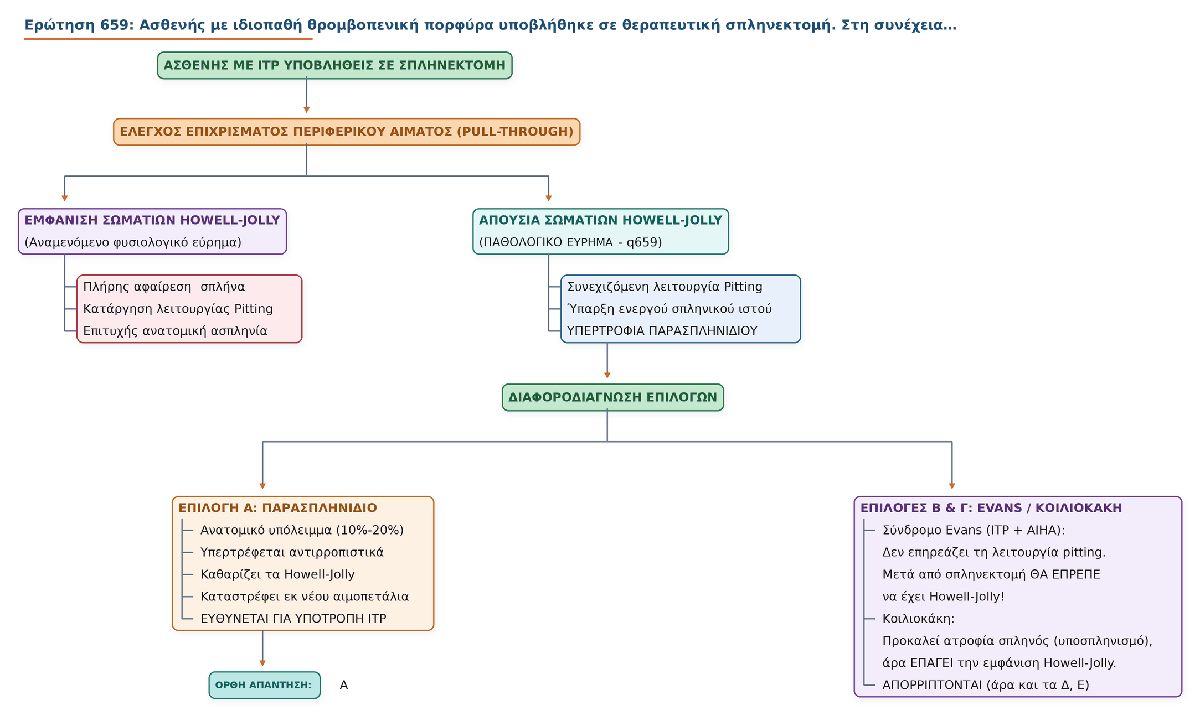 Ερώτηση 659: Ασθενής με ιδιοπαθή θρομβοπενική πορφύρα υποβλήθηκε σε θεραπευτική σπληνεκτομή. Στη συνέχεια...
ΑΣΘΕΝΗΣ ΜΕ ITP ΥΠΟΒΛΗΘΕΙΣ ΣΕ ΣΠΛΗΝΕΚΤΟΜΗ
ΕΛΕΓΧΟΣ ΕΠΙΧΡΙΣΜΑΤΟΣ ΠΕΡΙΦΕΡΙΚΟΥ ΑΙΜΑΤΟΣ (PULL-THROUGH)
ΕΜΦΑΝΙΣΗ ΣΩΜΑΤΙΩΝ HOWELL-JOLLY
(Αναμενόμενο φυσιολογικό εύρημα)
Πλήρης αφαίρεση σπλήνα
Κατάργηση λειτουργίας Pitting
Επιτυχής ανατομική ασπληνία
ΑΠΟΥΣΙΑ ΣΩΜΑΤΙΩΝ HOWELL-JOLLY
(ΠΑΘΟΛΟΓΙΚΟ ΕΥΡΗΜΑ - q659)
Συνεχιζόμενη λειτουργία Pitting
Ύπαρξη ενεργού σπληνικού ιστού
ΥΠΕΡΤΡΟΦΙΑ ΠΑΡΑΣΠΛΗΝΙΔΙΟΥ
ΔΙΑΦΟΡΟΔΙΑΓΝΩΣΗ ΕΠΙΛΟΓΩΝ
ΕΠΙΛΟΓΗ Α: ΠΑΡΑΣΠΛΗΝΙΔΙΟ
Ανατομικό υπόλειμμα (10%-20%)
Υπερτρέφεται αντιρροπιστικά
Καθαρίζει τα Howell-Jolly
Καταστρέφει εκ νέου αιμοπετάλια
ΕΥΘΥΝΕΤΑΙ ΓΙΑ ΥΠΟΤΡΟΠΗ ITP
ΟΡΘΗ ΑΠΑΝΤΗΣΗ: Α
ΕΠΙΛΟΓΕΣ Β & Γ: EVANS / ΚΟΙΛΙΟΚΑΚΗ
Σύνδρομο Evans (ITP + AIHA):
Δεν επηρεάζει τη λειτουργία pitting.
Μετά από σπληνεκτομή ΘΑ ΕΠΡΕΠΕ
να έχει Howell-Jolly!
Κοιλιοκάκη:
Προκαλεί ατροφία σπληνός (υποσπληνισμό),
άρα ΕΠΑΓΕΙ την εμφάνιση Howell-Jolly.
ΑΠΟΡΡΙΠΤΟΝΤΑΙ (άρα και τα Δ, Ε)